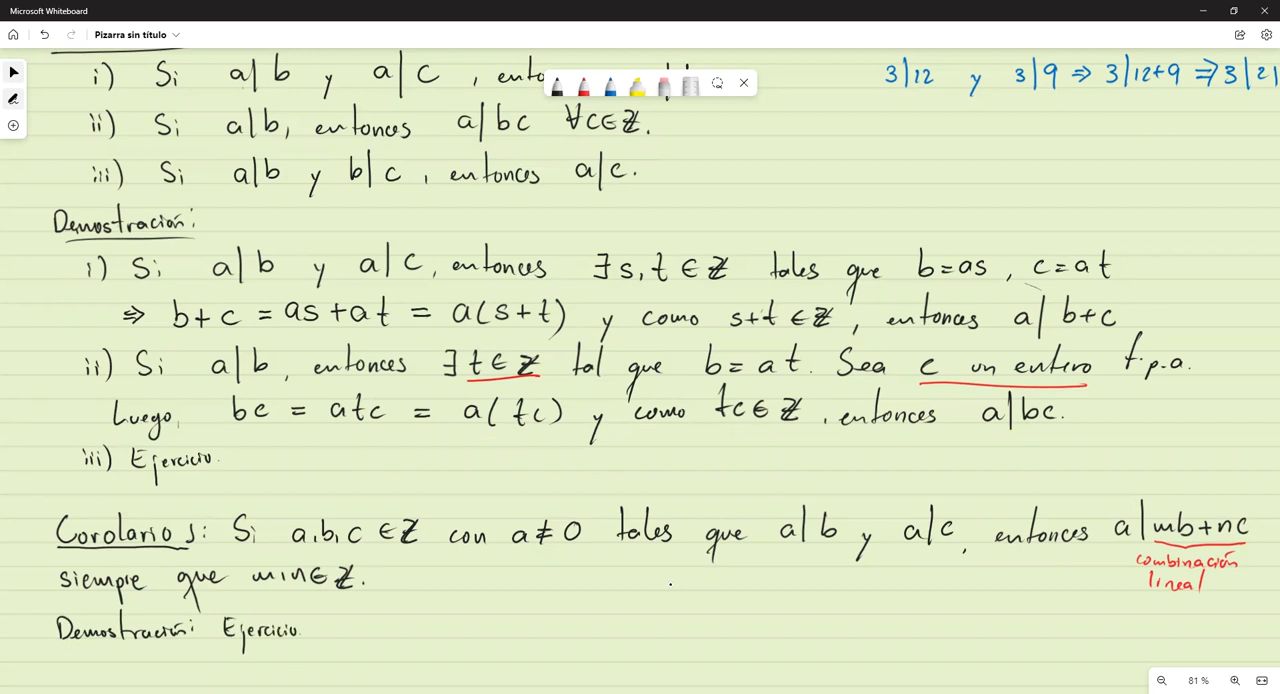 Microsoft Whiteboard
Pizarra sin título
i) Si a|b y a|c, ento
3|12 y 3|9 ⇒ 3|12+9 ⇒ 3|21
ii) Si a|b, entonces a|bc ∀c∈ℤ.
iii) Si a|b y b|c, entonces a|c.
Demostración:
i) Si a|b y a|c, entonces ∃ s,t ∈ ℤ tales que b=as, c=at
⇒ b+c = as+at = a(s+t) y como s+t ∈ ℤ, entonces a|b+c
ii) Si a|b, entonces ∃ t∈ℤ tal que b=at. Sea c un entero f.p.a.
Luego, bc = atc = a(tc) y como tc∈ℤ, entonces a|bc.
iii) Ejercicio.
Corolario 1: Si a,b,c ∈ℤ con a≠0 tales que a|b y a|c, entonces a|mb+nc
siempre que m,n∈ℤ.
combinación
lineal
Demostración: Ejercicio.
81 %